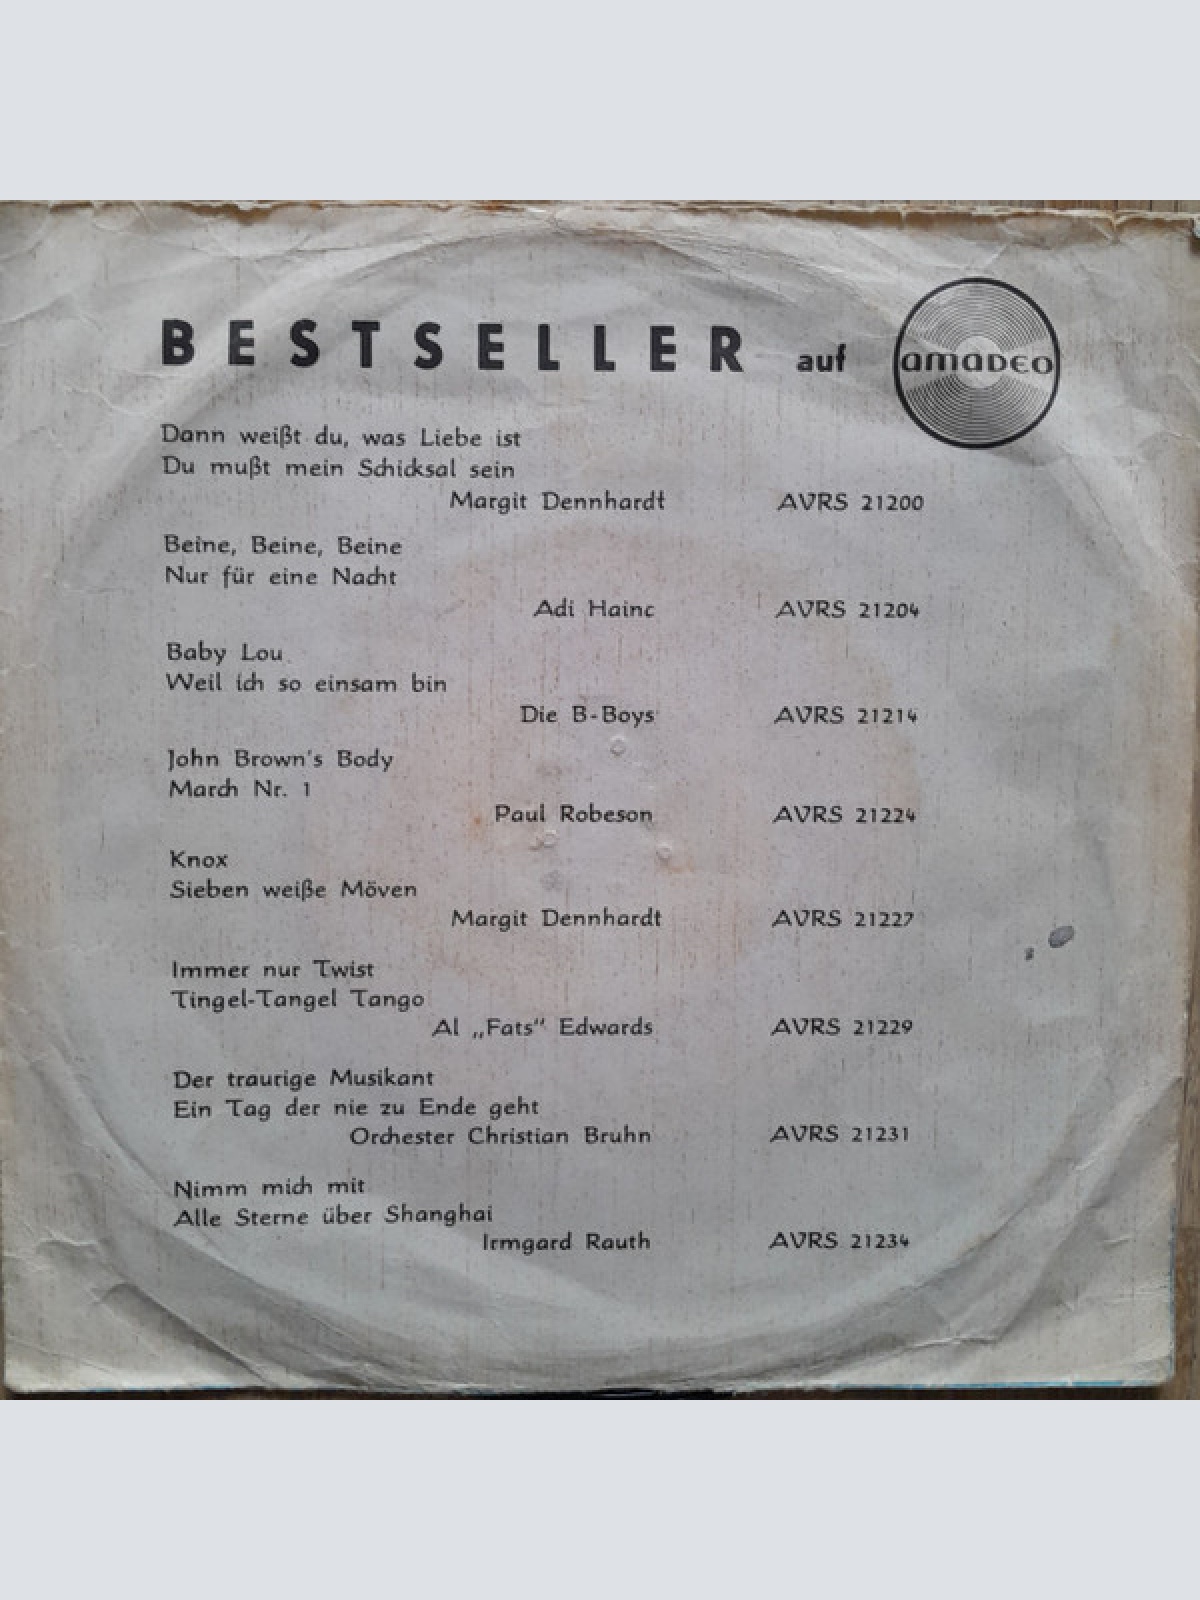 BESTSELLER auf AMADEO
Dann weißt du, was Liebe ist
Du mußt mein Schicksal sein
Margit Dennhardt AVRS 21200
Beine, Beine, Beine
Nur für eine Nacht
Adi Hainc AVRS 21204
Baby Lou
Weil ich so einsam bin
Die B-Boys AVRS 21214
John Brown's Body
March Nr. 1
Paul Robeson AVRS 21224
Knox
Sieben weiße Möven
Margit Dennhardt AVRS 21227
Immer nur Twist
Tingel-Tangel Tango
Al „Fats“ Edwards AVRS 21229
Der traurige Musikant
Ein Tag der nie zu Ende geht
Orchester Christian Bruhn AVRS 21231
Nimm mich mit
Alle Sterne über Shanghai
Irmgard Rauth AVRS 21234